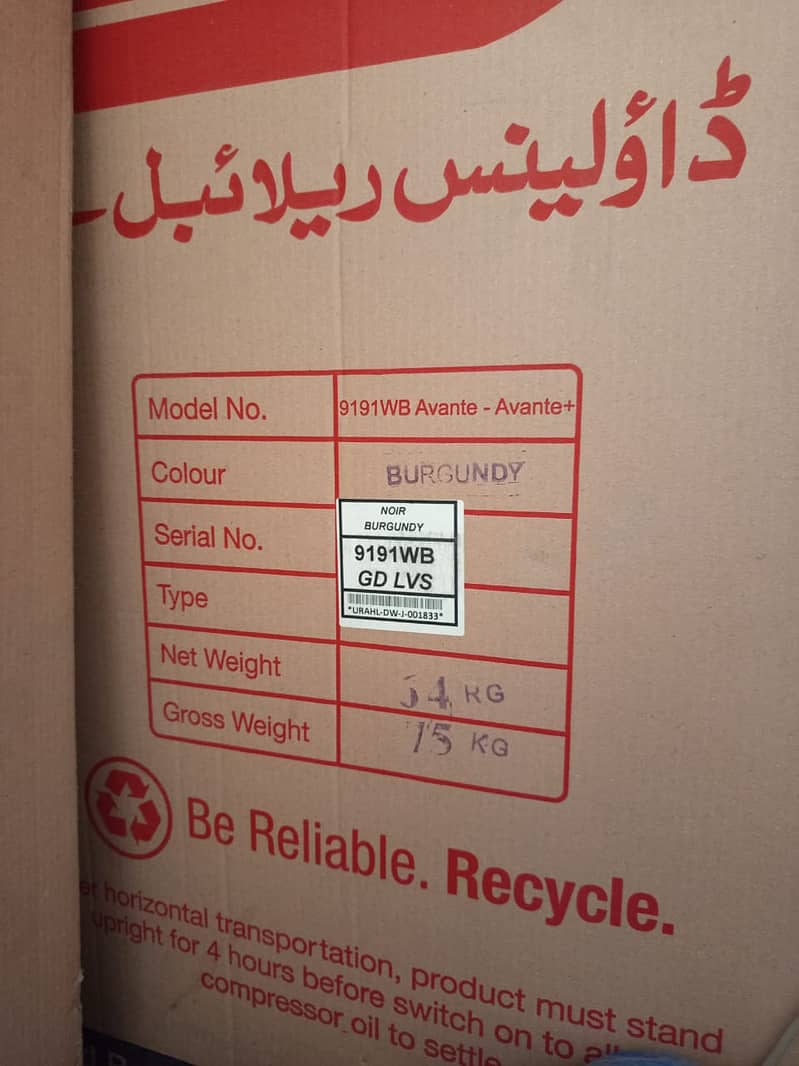 ڈاؤلینس ریلائبل
Model No. 9191WB Avante - Avante+
Colour BURGUNDY
NOIR
BURGUNDY
Serial No.
9191WB
GD LVS
Type
*URAHL-DW-J-001833*
Net Weight 54 KG
Gross Weight 75 KG
Be Reliable. Recycle.
horizontal transportation, product must stand
upright for 4 hours before switch on to
compressor oil to settle